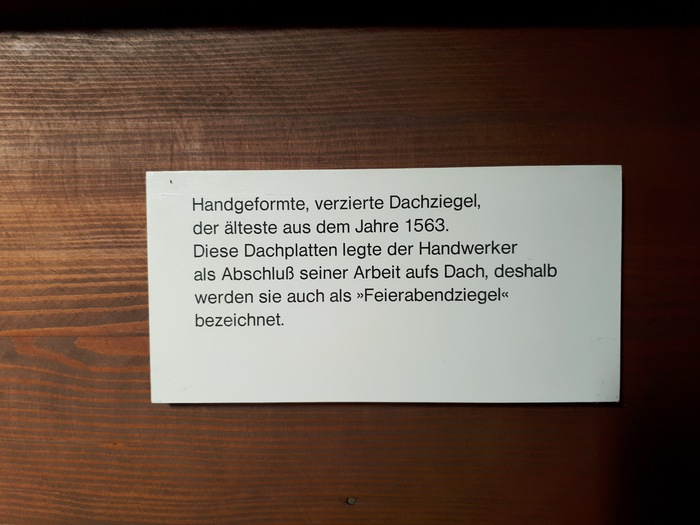 Handgeformte, verzierte Dachziegel,
der älteste aus dem Jahre 1563.
Diese Dachplatten legte der Handwerker
als Abschluß seiner Arbeit aufs Dach, deshalb
werden sie auch als »Feierabendziegel«
bezeichnet.